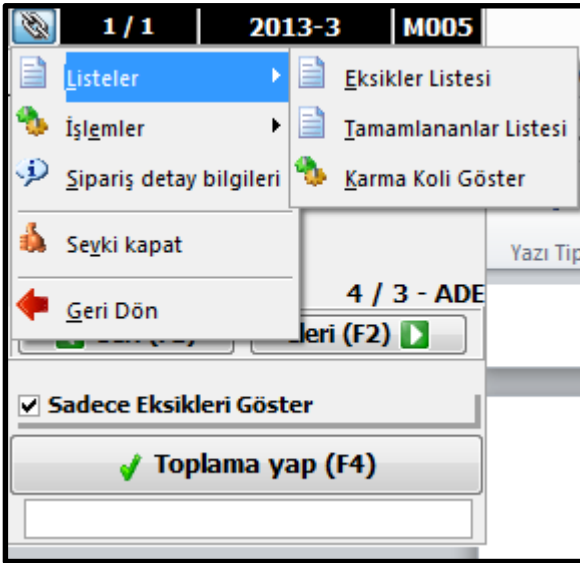 1 / 1 2013-3 M005
Listeler
Eksikler Listesi
İşlemler
Tamamlananlar Listesi
Sipariş detay bilgileri
Karma Koli Göster
Sevki kapat
Yazı Tip
Geri Dön
4 / 3 - ADE
İleri (F2)
Sadece Eksikleri Göster
Toplama yap (F4)